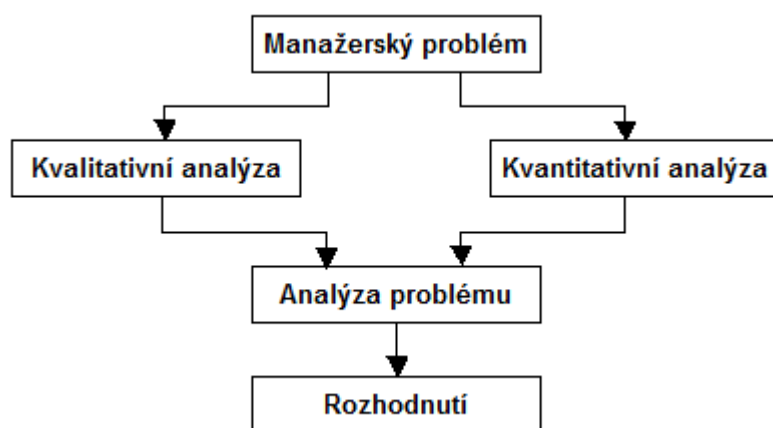 Manažerský problém
Kvalitativní analýza
Kvantitativní analýza
Analýza problému
Rozhodnutí